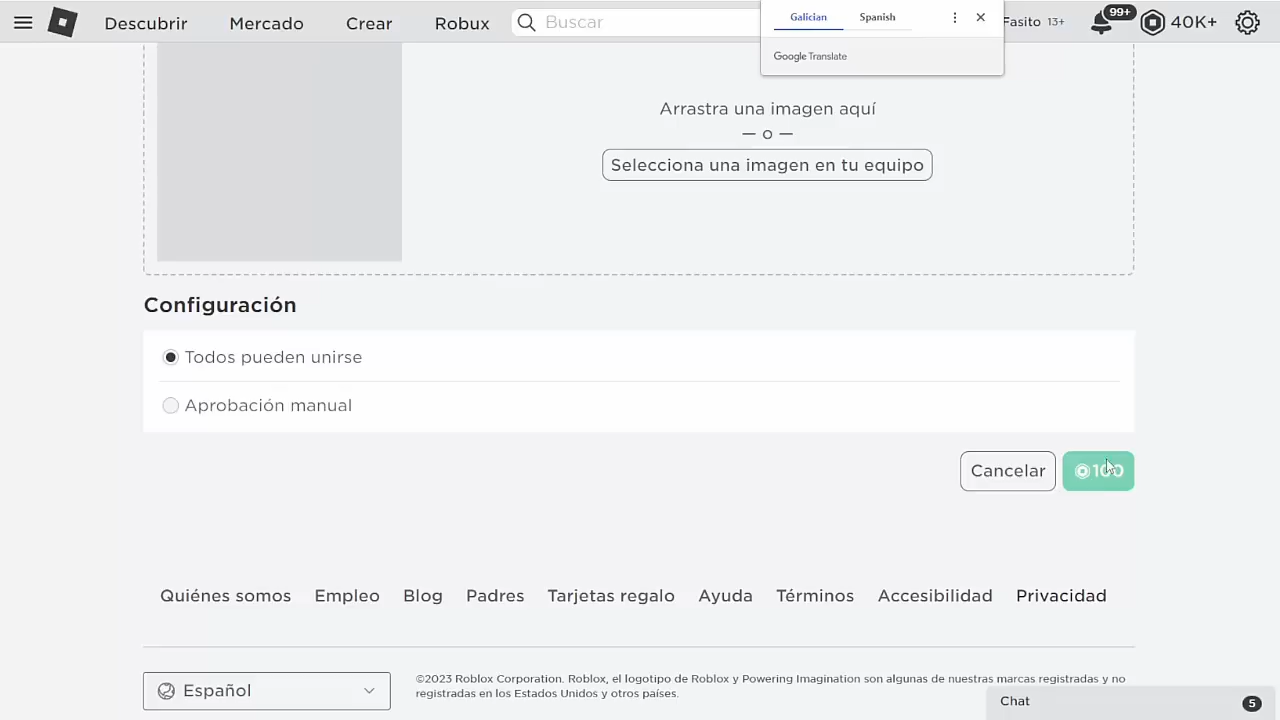 Descubrir
Mercado
Crear
Robux
Buscar
Galician
Spanish
Google Translate
Fasito 13+
99+
40K+
Arrastra una imagen aquí
— o —
Selecciona una imagen en tu equipo
Configuración
Todos pueden unirse
Aprobación manual
Cancelar
100
Quiénes somos
Empleo
Blog
Padres
Tarjetas regalo
Ayuda
Términos
Accesibilidad
Privacidad
Español
©2023 Roblox Corporation. Roblox, el logotipo de Roblox y Powering Imagination son algunas de nuestras marcas registradas y no
registradas en los Estados Unidos y otros países.
Chat
5